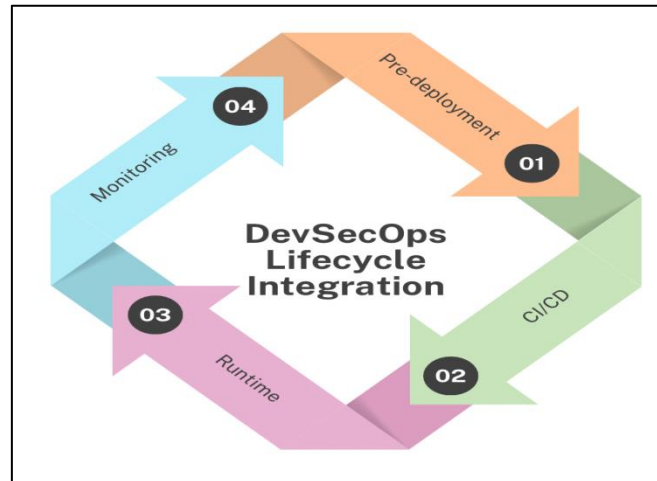 DevSecOps
Lifecycle
Integration
Pre-deployment
01
CI/CD
02
Runtime
03
Monitoring
04